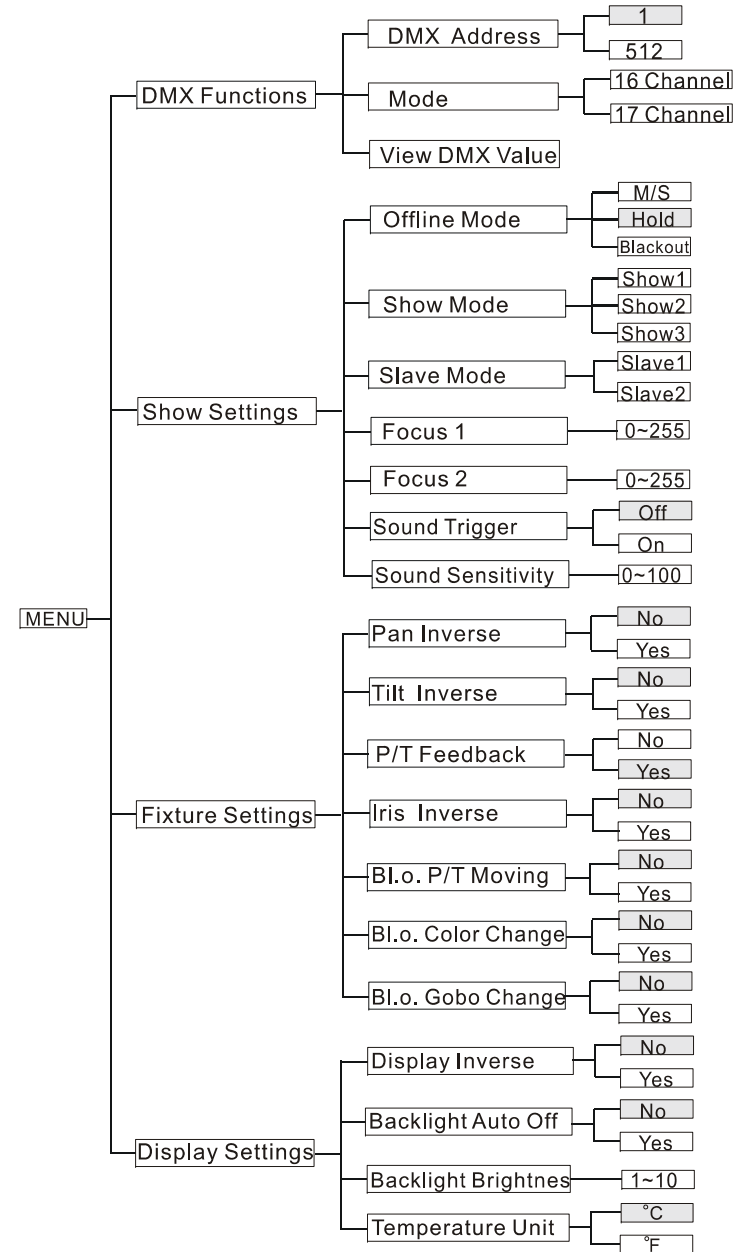 MENU
DMX Functions
DMX Address
1
512
Mode
16 Channel
17 Channel
View DMX Value
Show Settings
Offline Mode
M/S
Hold
Blackout
Show Mode
Show1
Show2
Show3
Slave Mode
Slave1
Slave2
Focus 1
0~255
Focus 2
0~255
Sound Trigger
Off
On
Sound Sensitivity
0~100
Fixture Settings
Pan Inverse
No
Yes
Tilt Inverse
No
Yes
P/T Feedback
No
Yes
Iris Inverse
No
Yes
Bl.o. P/T Moving
No
Yes
Bl.o. Color Change
No
Yes
Bl.o. Gobo Change
No
Yes
Display Settings
Display Inverse
No
Yes
Backlight Auto Off
No
Yes
Backlight Brightnes
1~10
Temperature Unit
°C
°F